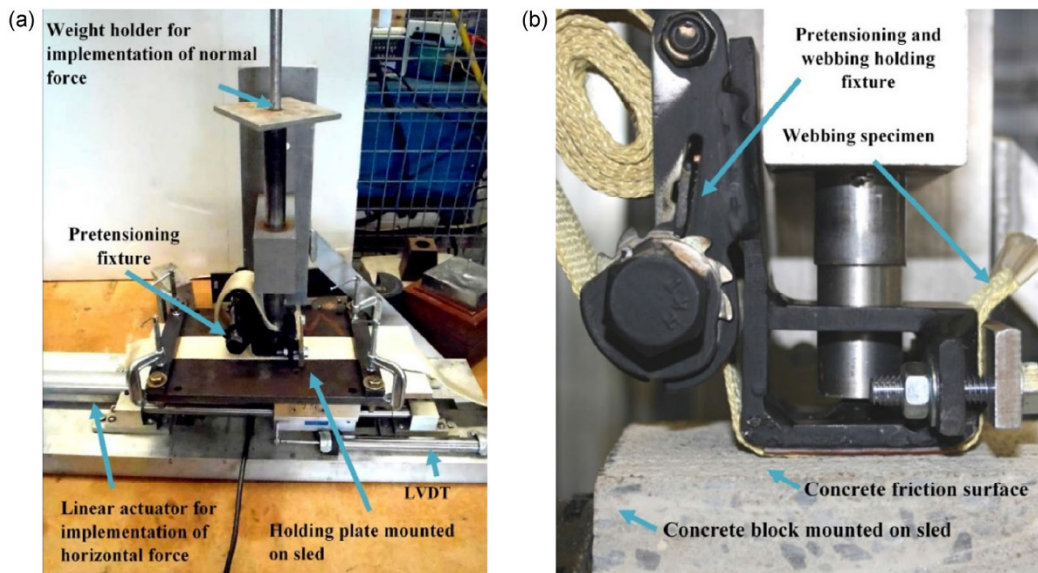 (a)
Weight holder for
implementation of normal
force
Pretensioning
fixture
Linear actuator for
implementation of
horizontal force
LVDT
Holding plate mounted
on sled
(b)
Pretensioning and
webbing holding
fixture
Webbing specimen
Concrete friction surface
Concrete block mounted on sled